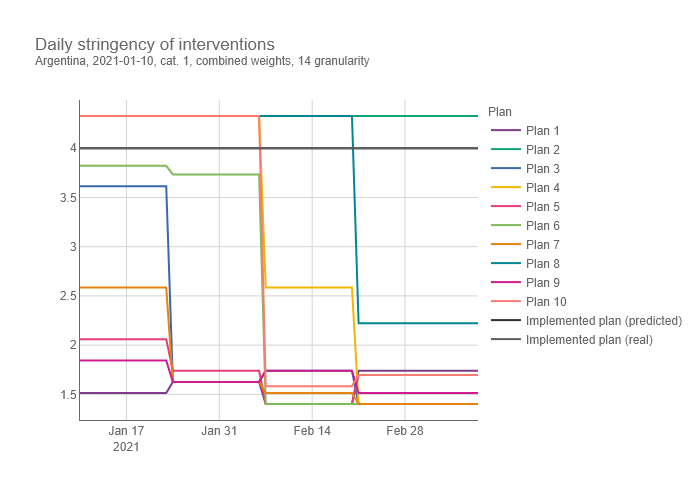 Daily stringency of interventions
Argentina, 2021-01-10, cat. 1, combined weights, 14 granularity
4
3.5
3
2.5
2
1.5
Jan 17
2021
Jan 31
Feb 14
Feb 28
Plan
Plan 1
Plan 2
Plan 3
Plan 4
Plan 5
Plan 6
Plan 7
Plan 8
Plan 9
Plan 10
Implemented plan (predicted)
Implemented plan (real)